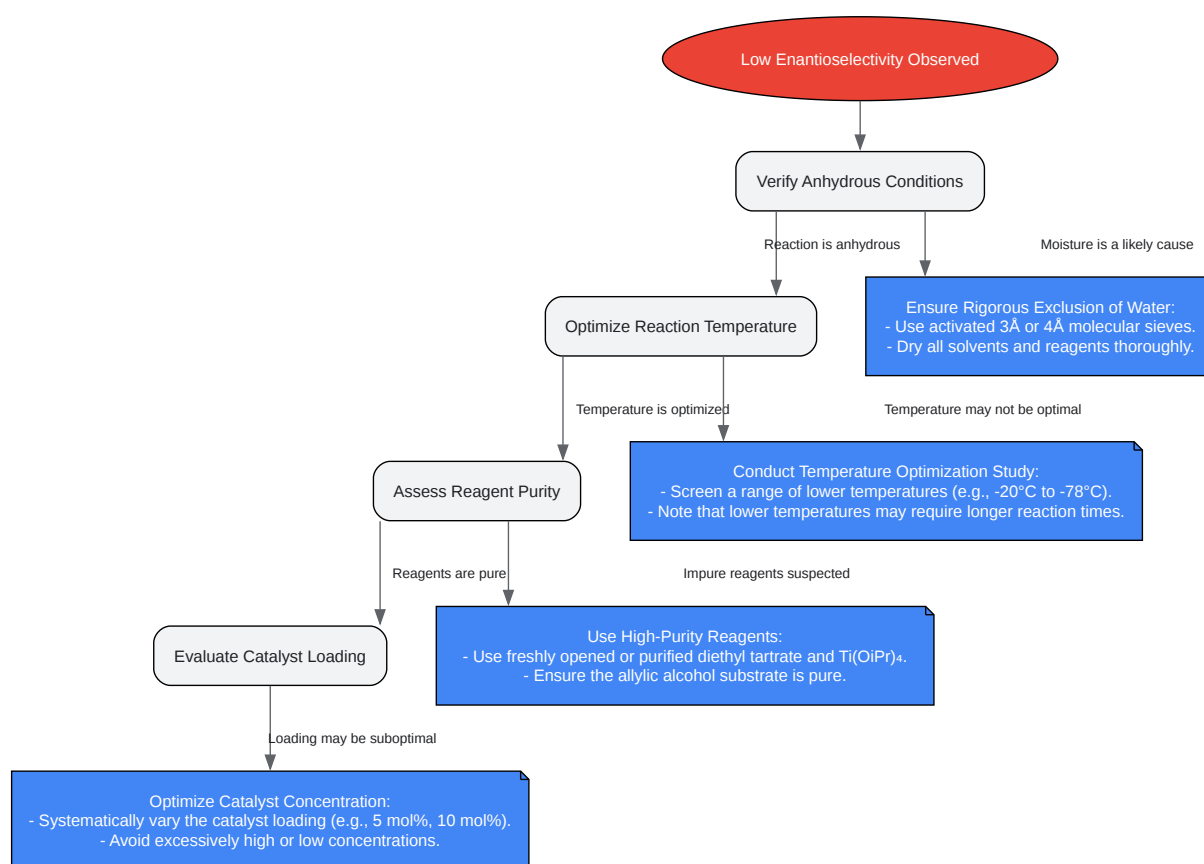 Low Enantioselectivity Observed
Verify Anhydrous Conditions
Reaction is anhydrous
Moisture is a likely cause
Ensure Rigorous Exclusion of Water:
- Use activated 3Å or 4Å molecular sieves.
- Dry all solvents and reagents thoroughly.
Optimize Reaction Temperature
Temperature is optimized
Temperature may not be optimal
Conduct Temperature Optimization Study:
- Screen a range of lower temperatures (e.g., -20°C to -78°C).
- Note that lower temperatures may require longer reaction times.
Assess Reagent Purity
Reagents are pure
Impure reagents suspected
Use High-Purity Reagents:
- Use freshly opened or purified diethyl tartrate and Ti(OiPr)₄.
- Ensure the allylic alcohol substrate is pure.
Evaluate Catalyst Loading
Loading may be suboptimal
Optimize Catalyst Concentration:
- Systematically vary the catalyst loading (e.g., 5 mol%, 10 mol%).
- Avoid excessively high or low concentrations.